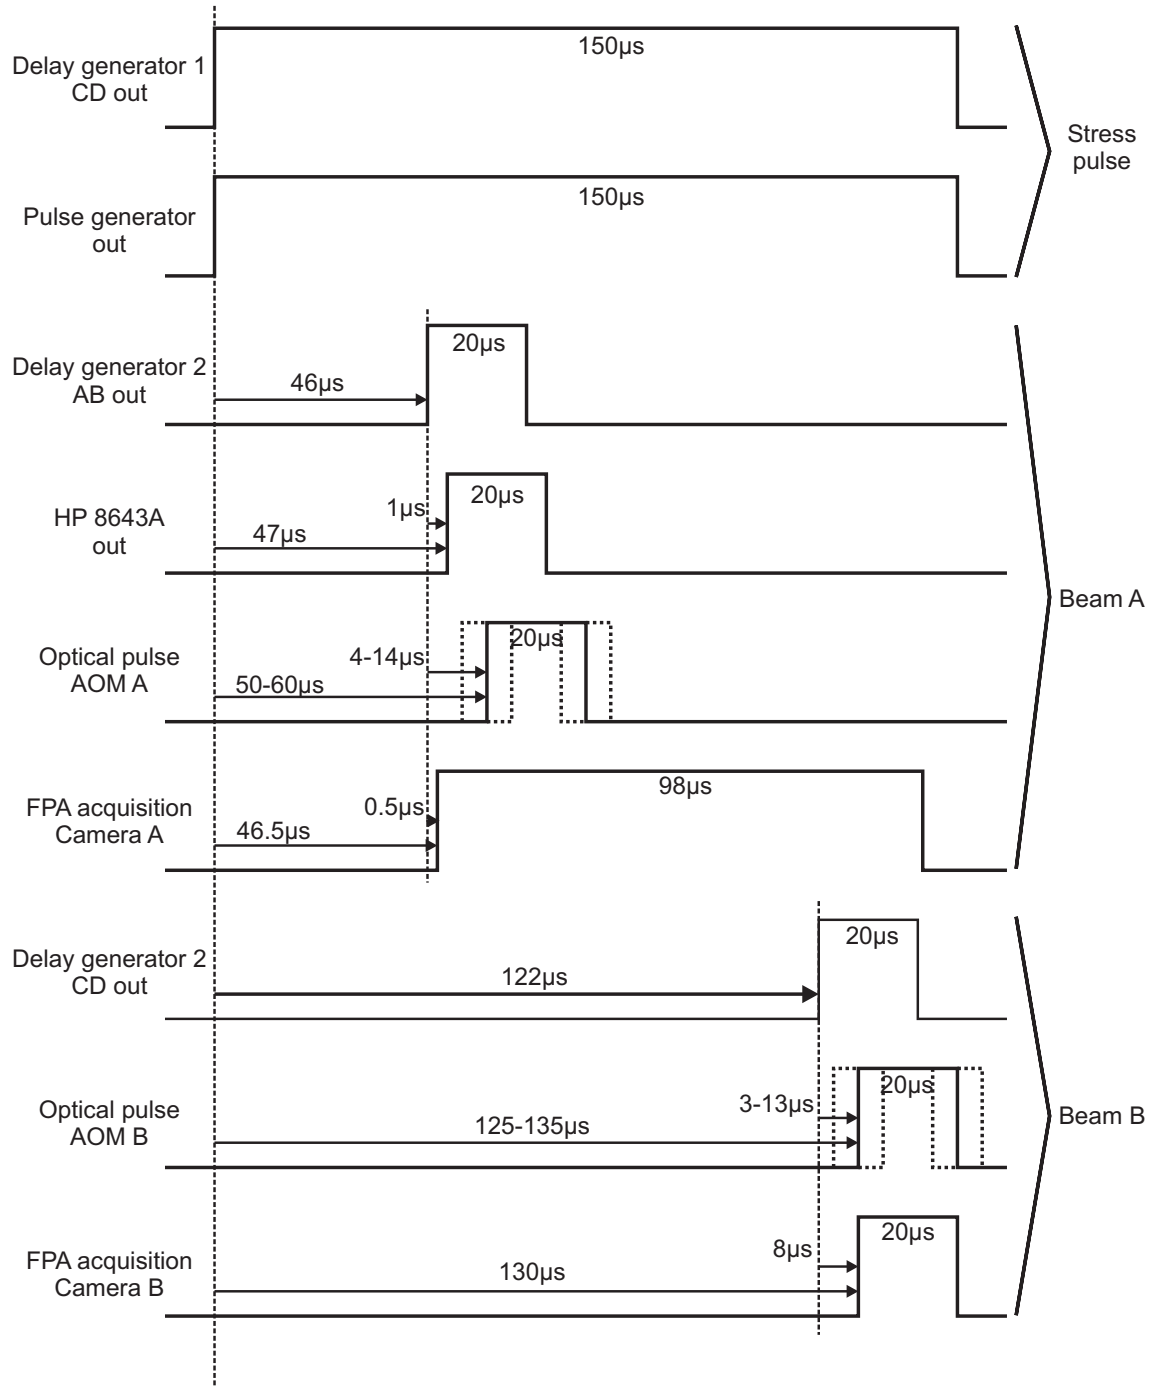 150µs
Delay generator 1
CD out
Stress
pulse
150µs
Pulse generator
out
20µs
Delay generator 2
AB out
46µs
20µs
1µs
HP 8643A
out
47µs
Beam A
20µs
Optical pulse
AOM A
4-14µs
50-60µs
98µs
FPA acquisition
Camera A
0.5µs
46.5µs
20µs
Delay generator 2
CD out
122µs
20µs
Optical pulse
AOM B
3-13µs
125-135µs
Beam B
20µs
FPA acquisition
Camera B
8µs
130µs